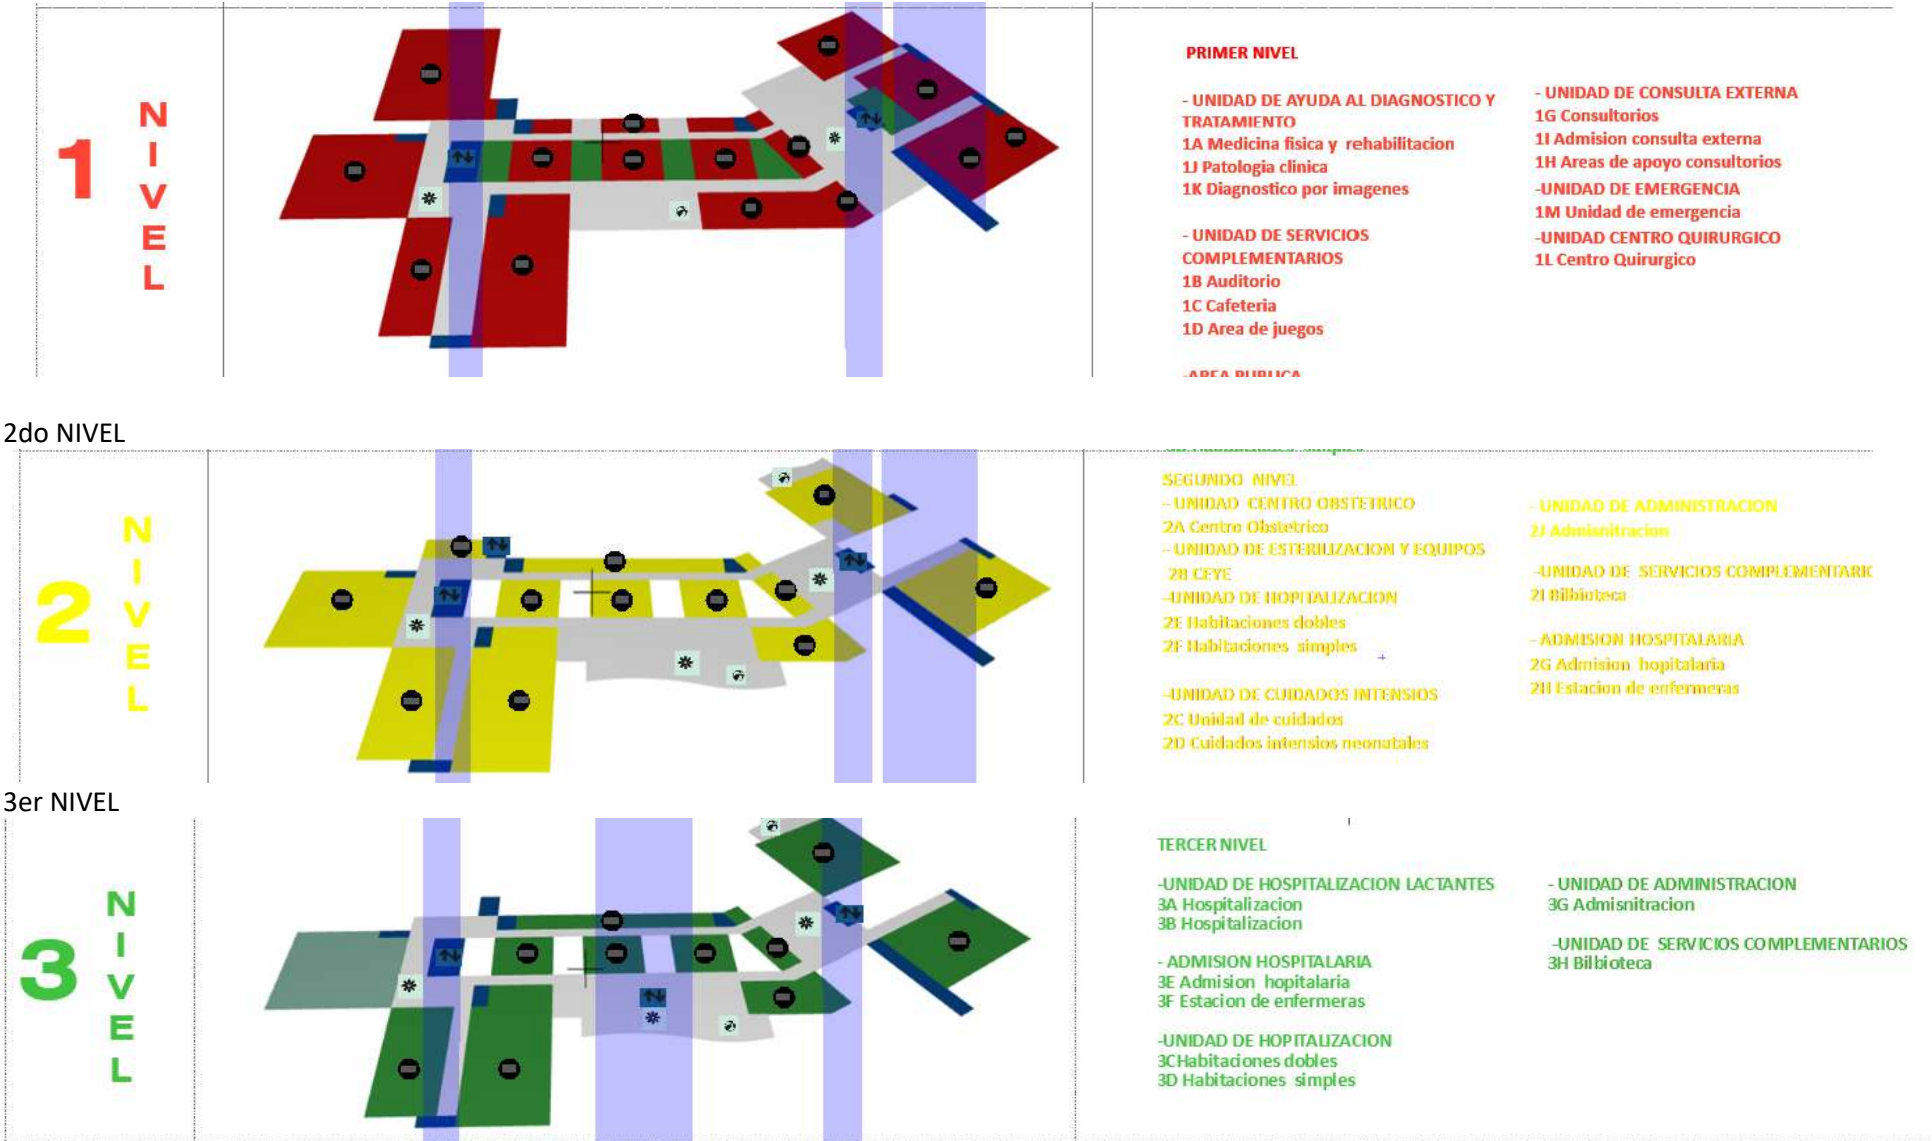 1
NIVEL
PRIMER NIVEL
- UNIDAD DE AYUDA AL DIAGNOSTICO Y
TRATAMIENTO
1A Medicina fisica y rehabilitacion
1J Patologia clinica
1K Diagnostico por imagenes
- UNIDAD DE SERVICIOS
COMPLEMENTARIOS
1B Auditorio
1C Cafeteria
1D Area de juegos
-AREA PUBLICA
- UNIDAD DE CONSULTA EXTERNA
1G Consultorios
1I Admision consulta externa
1H Areas de apoyo consultorios
-UNIDAD DE EMERGENCIA
1M Unidad de emergencia
-UNIDAD CENTRO QUIRURGICO
1L Centro Quirurgico
2do NIVEL
2
NIVEL
SEGUNDO NIVEL
- UNIDAD CENTRO OBSTETRICO
2A Centro Obstetrico
- UNIDAD DE ESTERILIZACION Y EQUIPOS
2B CEYE
-UNIDAD DE HOPITALIZACION
2E Habitaciones dobles
2F Habitaciones simples
-UNIDAD DE CUIDADOS INTENSIOS
2C Unidad de cuidados
2D Cuidados intensios neonatales
- UNIDAD DE ADMINISTRACION
2J Admisnitracion
-UNIDAD DE SERVICIOS COMPLEMENTARIC
2I Bilbioteca
- ADMISION HOSPITALARIA
2G Admision hopitalaria
2H Estacion de enfermeras
3er NIVEL
3
NIVEL
TERCER NIVEL
-UNIDAD DE HOSPITALIZACION LACTANTES
3A Hospitalizacion
3B Hospitalizacion
- ADMISION HOSPITALARIA
3E Admision hopitalaria
3F Estacion de enfermeras
-UNIDAD DE HOPITALIZACION
3CHabitaciones dobles
3D Habitaciones simples
- UNIDAD DE ADMINISTRACION
3G Admisnitracion
-UNIDAD DE SERVICIOS COMPLEMENTARIOS
3H Bilbioteca